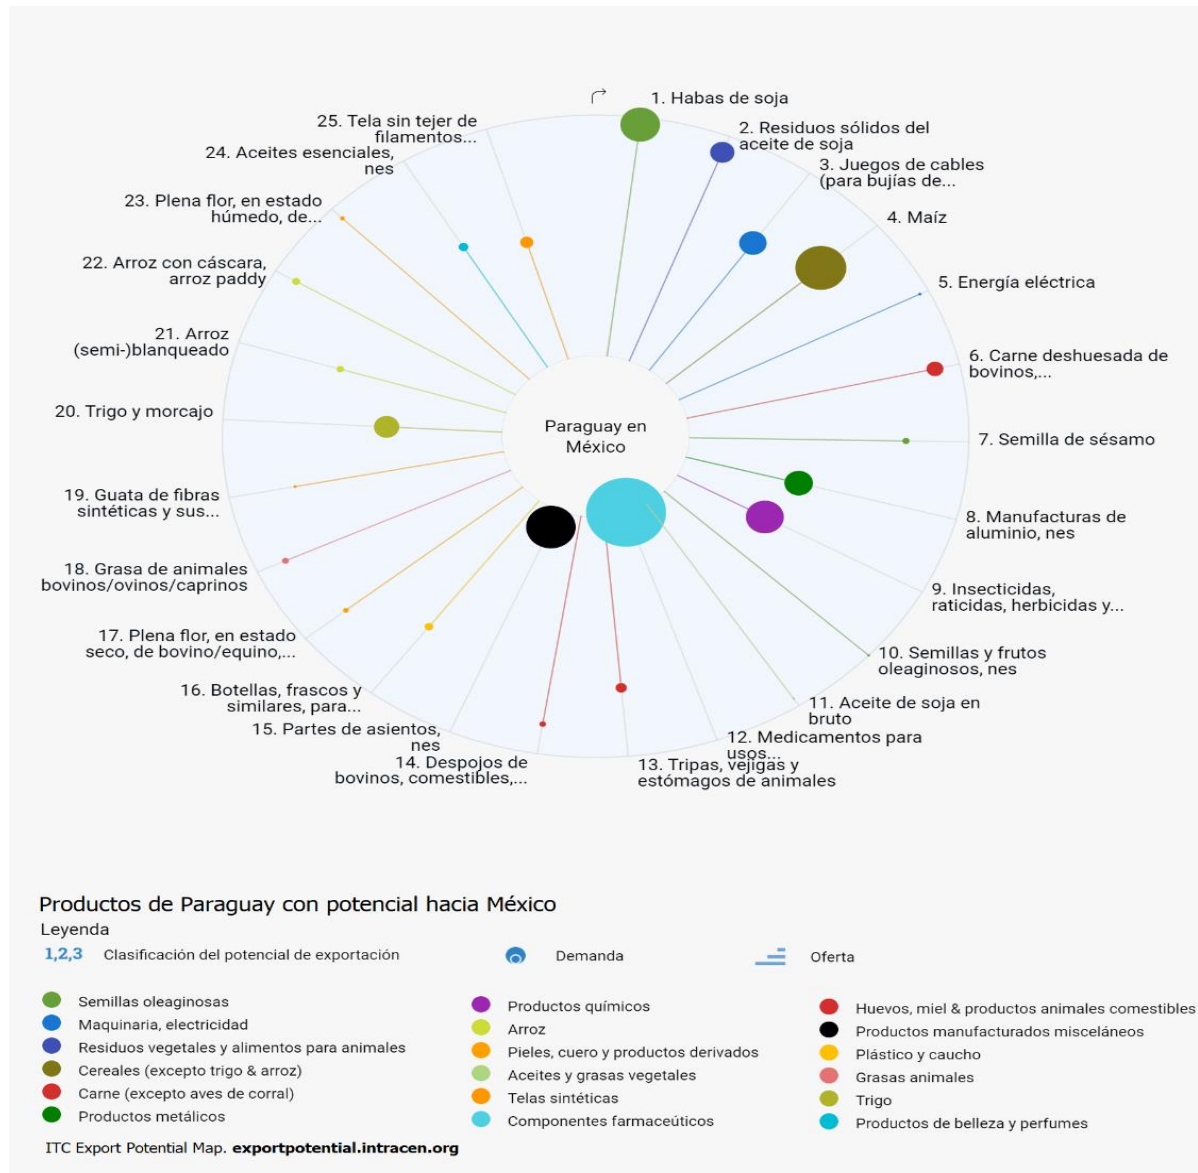 1. Habas de soja
2. Residuos sólidos del
aceite de soja
3. Juegos de cables
(para bujías de...
4. Maíz
5. Energía eléctrica
6. Carne deshuesada de
bovinos,...
7. Semilla de sésamo
8. Manufacturas de
aluminio, nes
9. Insecticidas,
raticidas, herbicidas y...
10. Semillas y frutos
oleaginosos, nes
11. Aceite de soja en
bruto
12. Medicamentos para
usos...
13. Tripas, vejigas y
estómagos de animales
14. Despojos de
bovinos, comestibles,...
15. Partes de asientos,
nes
16. Botellas, frascos y
similares, para...
17. Plena flor, en estado
seco, de bovino/equino,...
18. Grasa de animales
bovinos/ovinos/caprinos
19. Guata de fibras
sintéticas y sus...
20. Trigo y morcajo
21. Arroz
(semi-)blanqueado
22. Arroz con cáscara,
arroz paddy
23. Plena flor, en estado
húmedo, de...
24. Aceites esenciales,
nes
25. Tela sin tejer de
filamentos...
Paraguay en
México
Productos de Paraguay con potencial hacia México
Leyenda
1,2,3 Clasificación del potencial de exportación
Demanda
Oferta
Semillas oleaginosas
Maquinaria, electricidad
Residuos vegetales y alimentos para animales
Cereales (excepto trigo & arroz)
Carne (excepto aves de corral)
Productos metálicos
Productos químicos
Arroz
Pieles, cuero y productos derivados
Aceites y grasas vegetales
Telas sintéticas
Componentes farmaceúticos
Huevos, miel & productos animales comestibles
Productos manufacturados misceláneos
Plástico y caucho
Grasas animales
Trigo
Productos de belleza y perfumes
ITC Export Potential Map. exportpotential.intracen.org